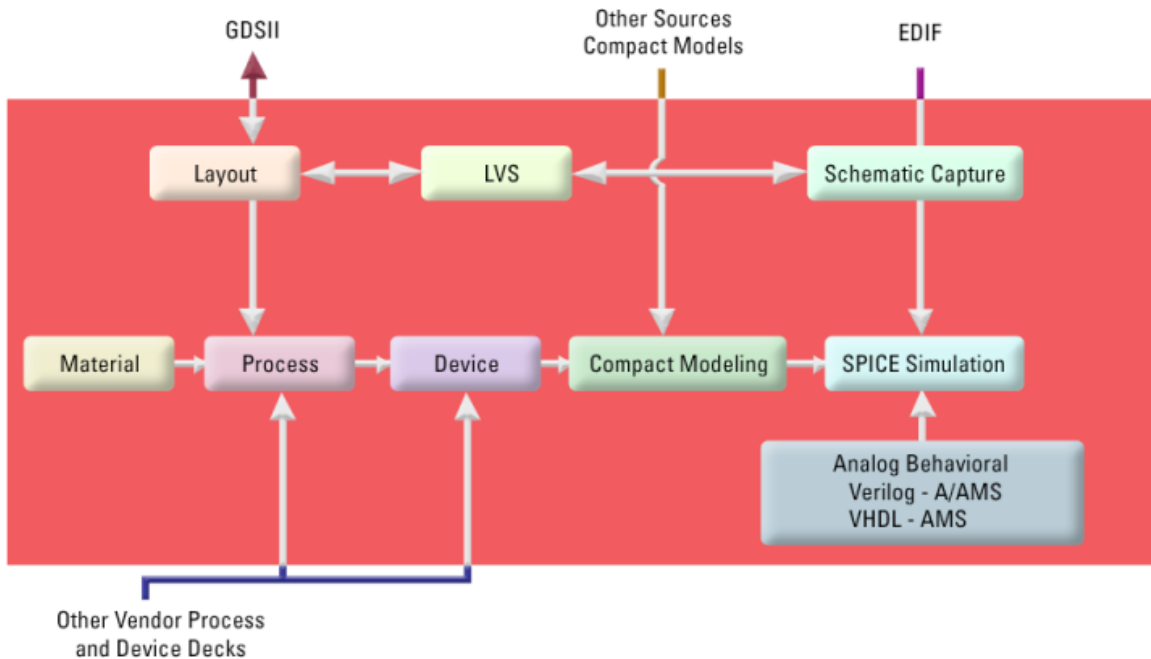 GDSII
Other Sources
Compact Models
EDIF
Layout
LVS
Schematic Capture
Material
Process
Device
Compact Modeling
SPICE Simulation
Analog Behavioral
Verilog - A/AMS
VHDL - AMS
Other Vendor Process
and Device Decks